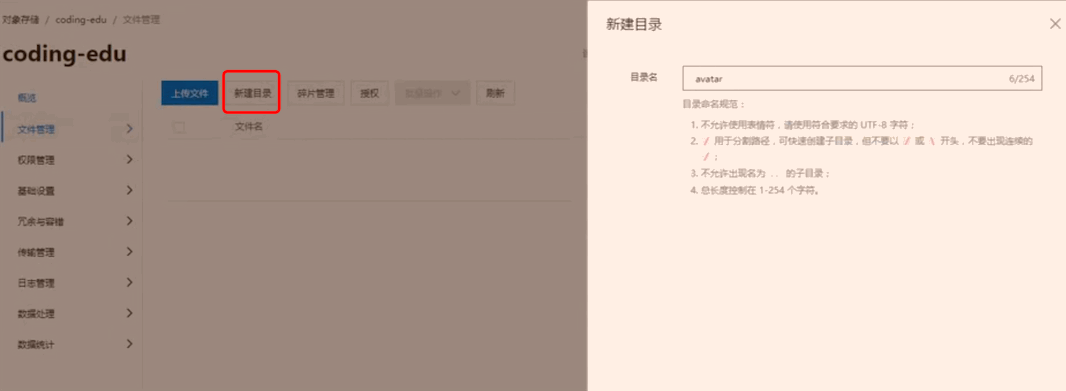 对象存储 / coding-edu / 文件管理
coding-edu
概览
文件管理
权限管理
基础设置
冗余与容错
传输管理
日志管理
数据处理
数据统计
上传文件 新建目录 碎片管理 授权 批量操作 刷新
文件名
新建目录
目录名 avatar 6/254
目录命名规范：
1. 不允许使用表情符，请使用符合要求的 UTF-8 字符；
2. / 用于分割路径，可快速创建子目录，但不要以 / 或 \ 开头，不要出现连续的
/ ；
3. 不允许出现名为 .. 的子目录；
4. 总长度控制在 1-254 个字符。